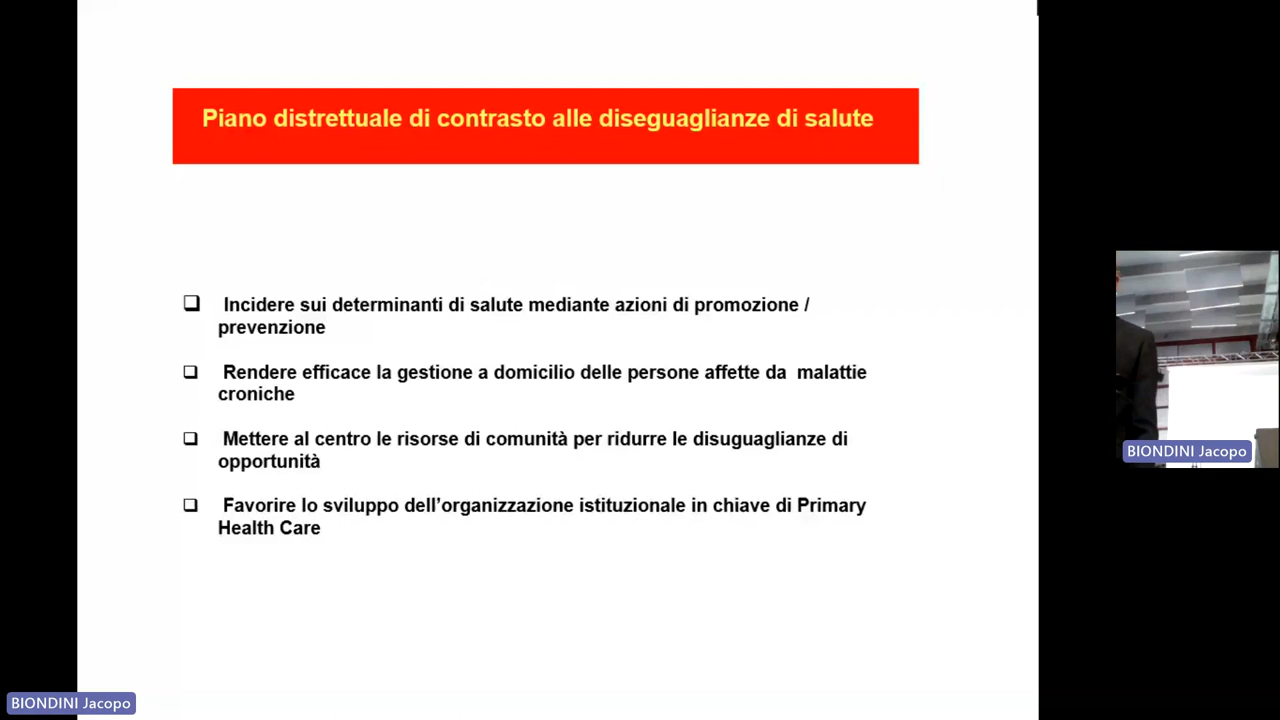 Piano distrettuale di contrasto alle diseguaglianze di salute
Incidere sui determinanti di salute mediante azioni di promozione /
prevenzione
Rendere efficace la gestione a domicilio delle persone affette da malattie
croniche
Mettere al centro le risorse di comunità per ridurre le disuguaglianze di
opportunità
Favorire lo sviluppo dell’organizzazione istituzionale in chiave di Primary
Health Care
BIONDINI Jacopo
BIONDINI Jacopo